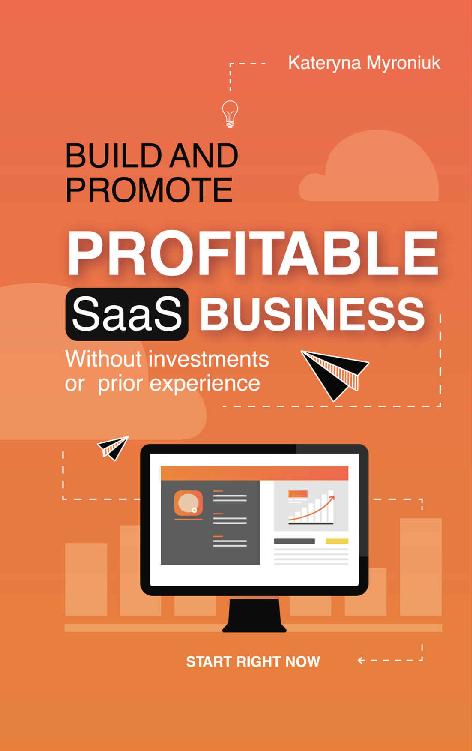 Kateryna Myroniuk
BUILD AND
PROMOTE
PROFITABLE
SaaS BUSINESS
Without investments
or prior experience
START RIGHT NOW